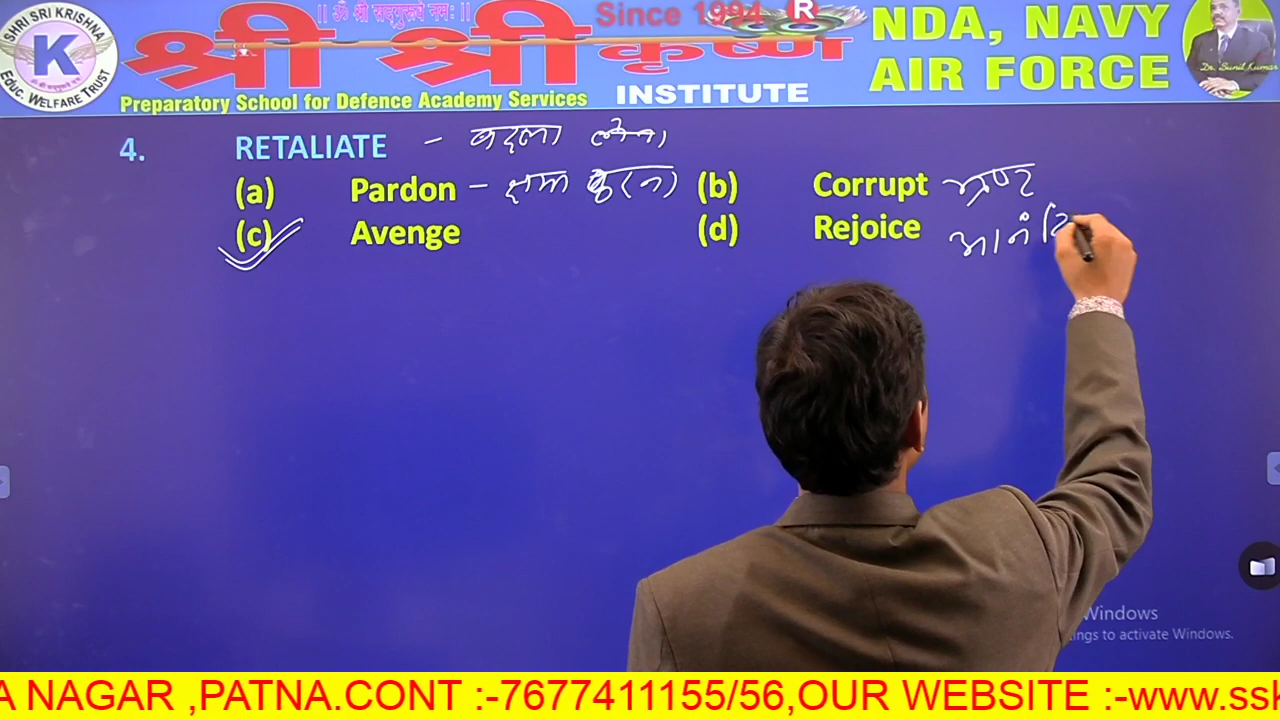 || ॐ श्री सद्गुरूवे नमः ||
Since 1994 R
NDA, NAVY
AIR FORCE
SHRI SRI KRISHNA
K
Educ. WELFARE TRUST
श्री श्री कृष्ण
Preparatory School for Defence Academy Services
INSTITUTE
Dr. Sunil Kumar
4. RETALIATE - बदला लेना
(a) Pardon - क्षमा करना (b) Corrupt भ्रष्ट
(c) Avenge (d) Rejoice आनंदि
Windows
ings to activate Windows.
A NAGAR ,PATNA.CONT :-7677411155/56,OUR WEBSITE :-www.ssk